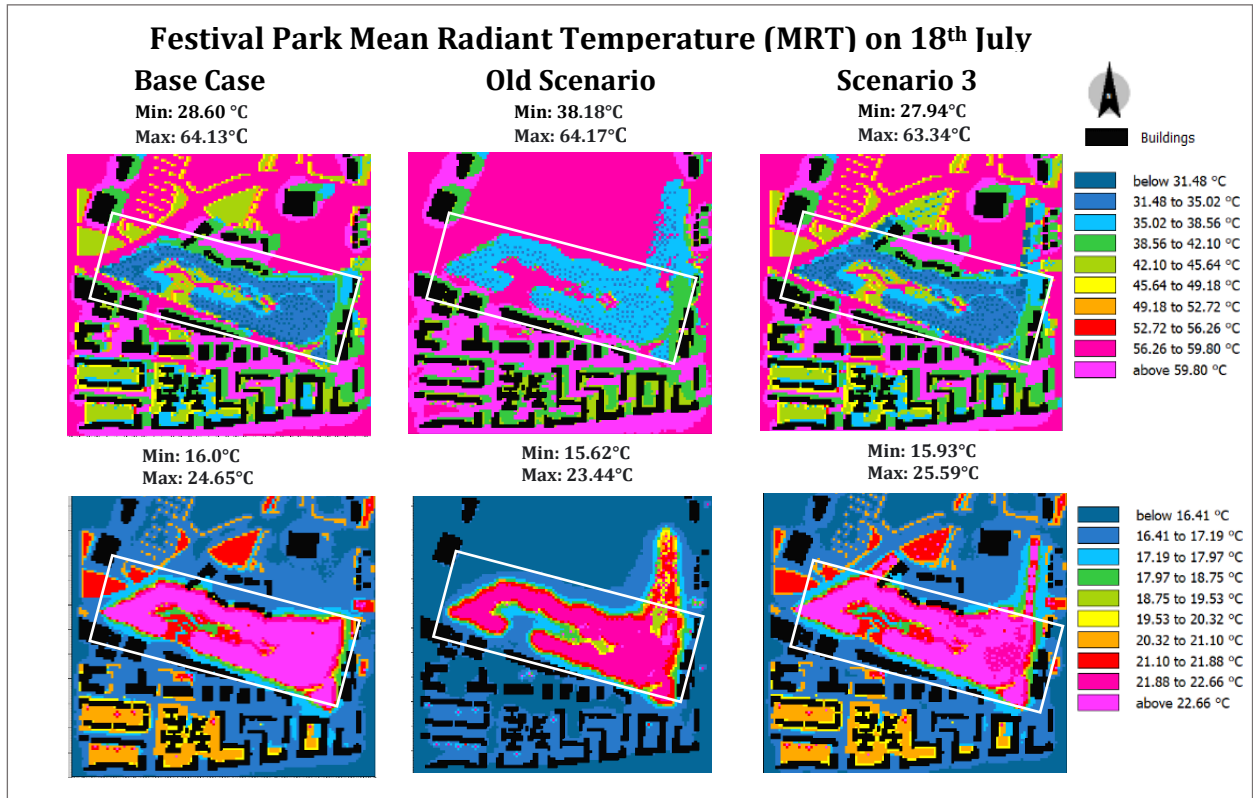 Festival Park Mean Radiant Temperature (MRT) on 18th July
Base Case
Min: 28.60 °C
Max: 64.13°C
Old Scenario
Min: 38.18°C
Max: 64.17°C
Scenario 3
Min: 27.94°C
Max: 63.34°C
Buildings
below 31.48 °C
31.48 to 35.02 °C
35.02 to 38.56 °C
38.56 to 42.10 °C
42.10 to 45.64 °C
45.64 to 49.18 °C
49.18 to 52.72 °C
52.72 to 56.26 °C
56.26 to 59.80 °C
above 59.80 °C
Min: 16.0°C
Max: 24.65°C
Min: 15.62°C
Max: 23.44°C
Min: 15.93°C
Max: 25.59°C
below 16.41 °C
16.41 to 17.19 °C
17.19 to 17.97 °C
17.97 to 18.75 °C
18.75 to 19.53 °C
19.53 to 20.32 °C
20.32 to 21.10 °C
21.10 to 21.88 °C
21.88 to 22.66 °C
above 22.66 °C